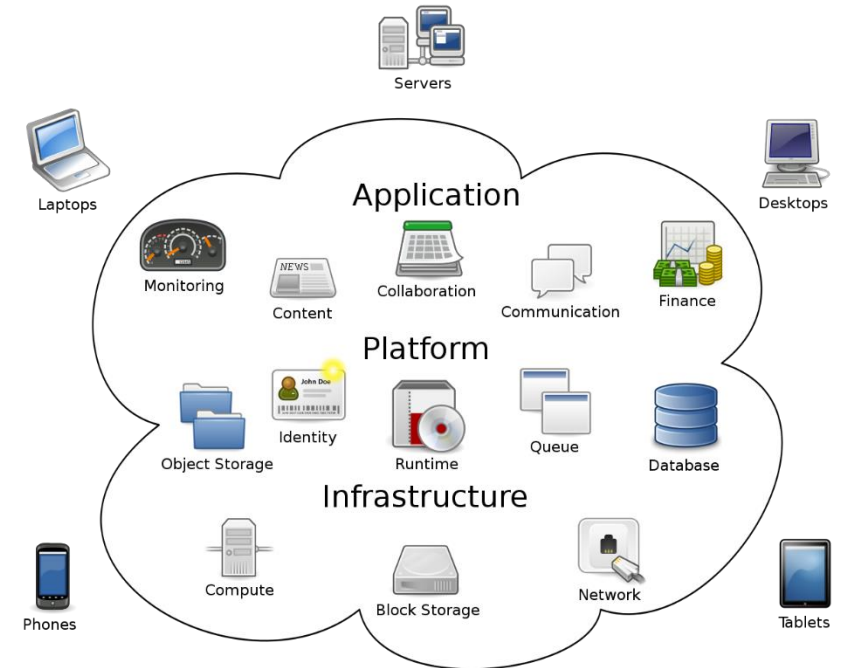 Servers
Laptops
Desktops
Application
Monitoring
NEWS
Content
Collaboration
Communication
Finance
Platform
John Doe
Object Storage
Identity
Runtime
Queue
Database
Infrastructure
Compute
Block Storage
Network
Phones
Tablets